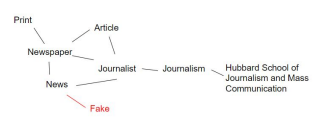 Print
Article
Newspaper
Journalist
Journalism
Hubbard School of
Journalism and Mass
Communication
News
Fake